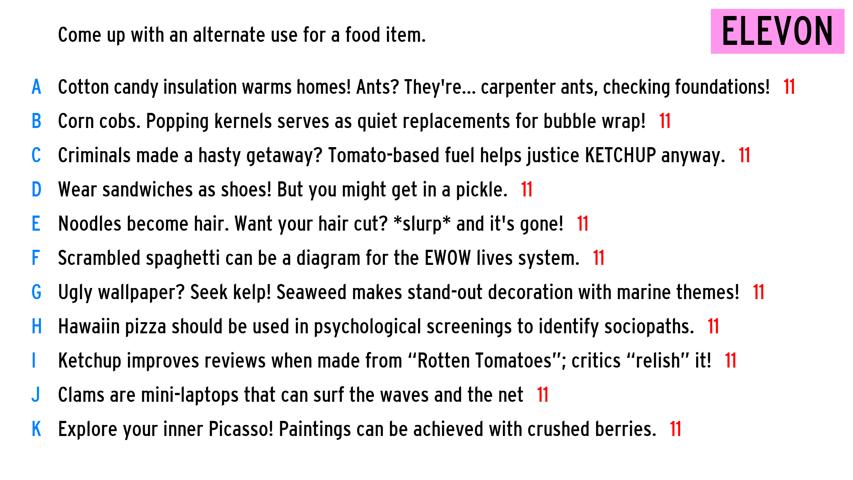 Come up with an alternate use for a food item.
ELEVON
A Cotton candy insulation warms homes! Ants? They're... carpenter ants, checking foundations! 11
B Corn cobs. Popping kernels serves as quiet replacements for bubble wrap! 11
C Criminals made a hasty getaway? Tomato-based fuel helps justice KETCHUP anyway. 11
D Wear sandwiches as shoes! But you might get in a pickle. 11
E Noodles become hair. Want your hair cut? *slurp* and it's gone! 11
F Scrambled spaghetti can be a diagram for the EWOW lives system. 11
G Ugly wallpaper? Seek kelp! Seaweed makes stand-out decoration with marine themes! 11
H Hawaiin pizza should be used in psychological screenings to identify sociopaths. 11
I Ketchup improves reviews when made from “Rotten Tomatoes”; critics “relish” it! 11
J Clams are mini-laptops that can surf the waves and the net 11
K Explore your inner Picasso! Paintings can be achieved with crushed berries. 11